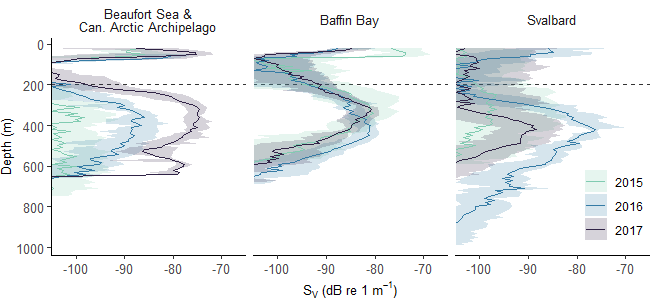 Beaufort Sea &
Can. Arctic Archipelago
Baffin Bay
Svalbard
Depth (m)
0
200
400
600
800
1000
-100 -90 -80 -70
-100 -90 -80 -70
-100 -90 -80 -70
2015
2016
2017
Sᵥ (dB re 1 m⁻¹)